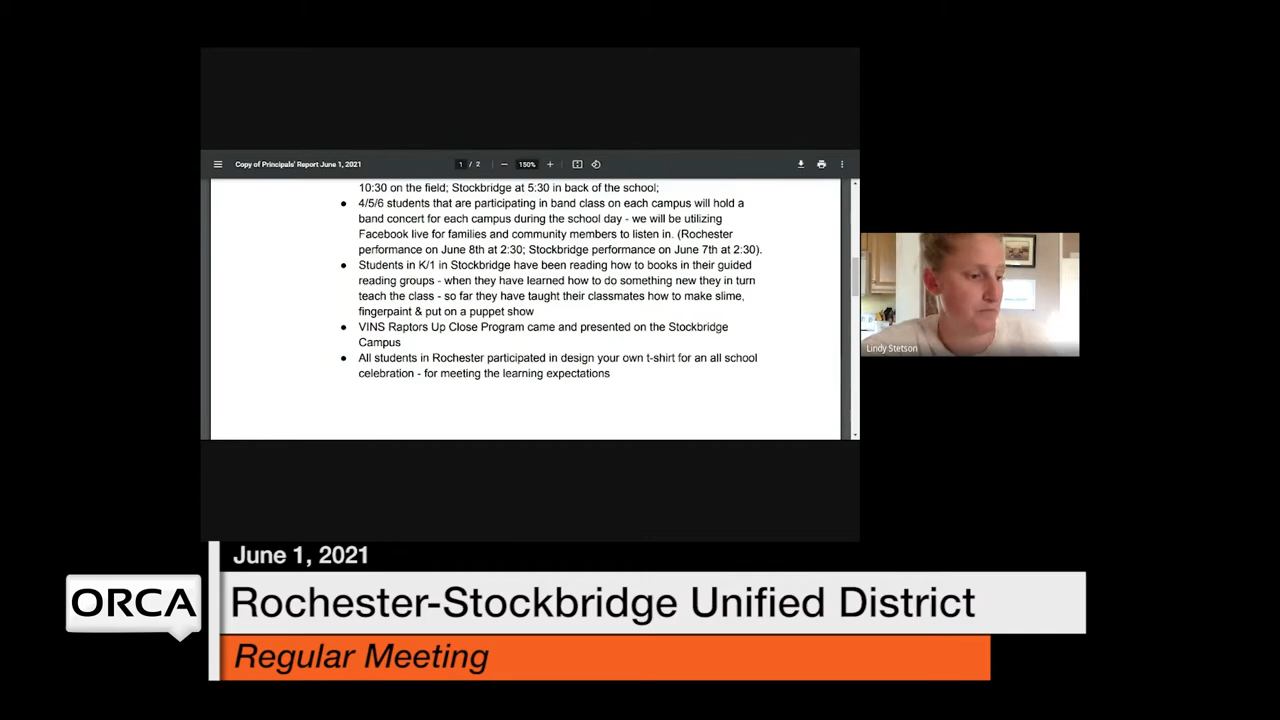 Copy of Principals' Report June 1, 2021
1 / 2
150%
10:30 on the field; Stockbridge at 5:30 in back of the school;
● 4/5/6 students that are participating in band class on each campus will hold a
band concert for each campus during the school day - we will be utilizing
Facebook live for families and community members to listen in. (Rochester
performance on June 8th at 2:30; Stockbridge performance on June 7th at 2:30).
● Students in K/1 in Stockbridge have been reading how to books in their guided
reading groups - when they have learned how to do something new they in turn
teach the class - so far they have taught their classmates how to make slime,
fingerpaint & put on a puppet show
● VINS Raptors Up Close Program came and presented on the Stockbridge
Campus
● All students in Rochester participated in design your own t-shirt for an all school
celebration - for meeting the learning expectations
Lindy Stetson
June 1, 2021
ORCA
Rochester-Stockbridge Unified District
Regular Meeting